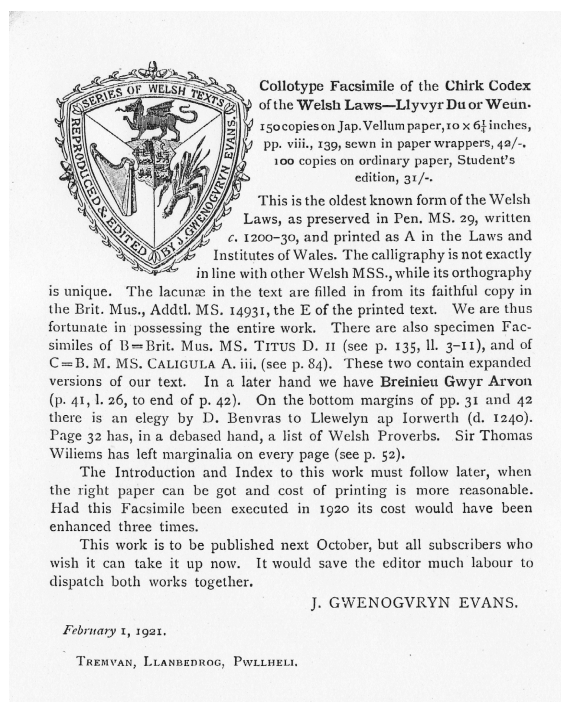 SERIES OF WELSH TEXTS
REPRODUCED & EDITED
BY J. GWENOGVRYN EVANS.
Collotype Facsimile of the Chirk Codex
of the Welsh Laws—Llyvyr Du or Weun.
150 copies on Jap. Vellum paper, 10 × 6¼ inches,
pp. viii., 139, sewn in paper wrappers, 42/-.
100 copies on ordinary paper, Student's
edition, 31/-.
This is the oldest known form of the Welsh
Laws, as preserved in Pen. MS. 29, written
c. 1200-30, and printed as A in the Laws and
Institutes of Wales. The calligraphy is not exactly
in line with other Welsh MSS., while its orthography
is unique. The lacunæ in the text are filled in from its faithful copy in
the Brit. Mus., Addtl. MS. 14931, the E of the printed text. We are thus
fortunate in possessing the entire work. There are also specimen Fac-
similes of B=Brit. Mus. MS. TITUS D. II (see p. 135, ll. 3-11), and of
C=B. M. MS. CALIGULA A. iii. (see p. 84). These two contain expanded
versions of our text. In a later hand we have Breinieu Gwyr Arvon
(p. 41, l. 26, to end of p. 42). On the bottom margins of pp. 31 and 42
there is an elegy by D. Benvras to Llewelyn ap Iorwerth (d. 1240).
Page 32 has, in a debased hand, a list of Welsh Proverbs. Sir Thomas
Wiliems has left marginalia on every page (see p. 52).
The Introduction and Index to this work must follow later, when
the right paper can be got and cost of printing is more reasonable.
Had this Facsimile been executed in 1920 its cost would have been
enhanced three times.
This work is to be published next October, but all subscribers who
wish it can take it up now. It would save the editor much labour to
dispatch both works together.
J. GWENOGVRYN EVANS.
February 1, 1921.
TREMVAN, LLANBEDROG, PWLLHELI.